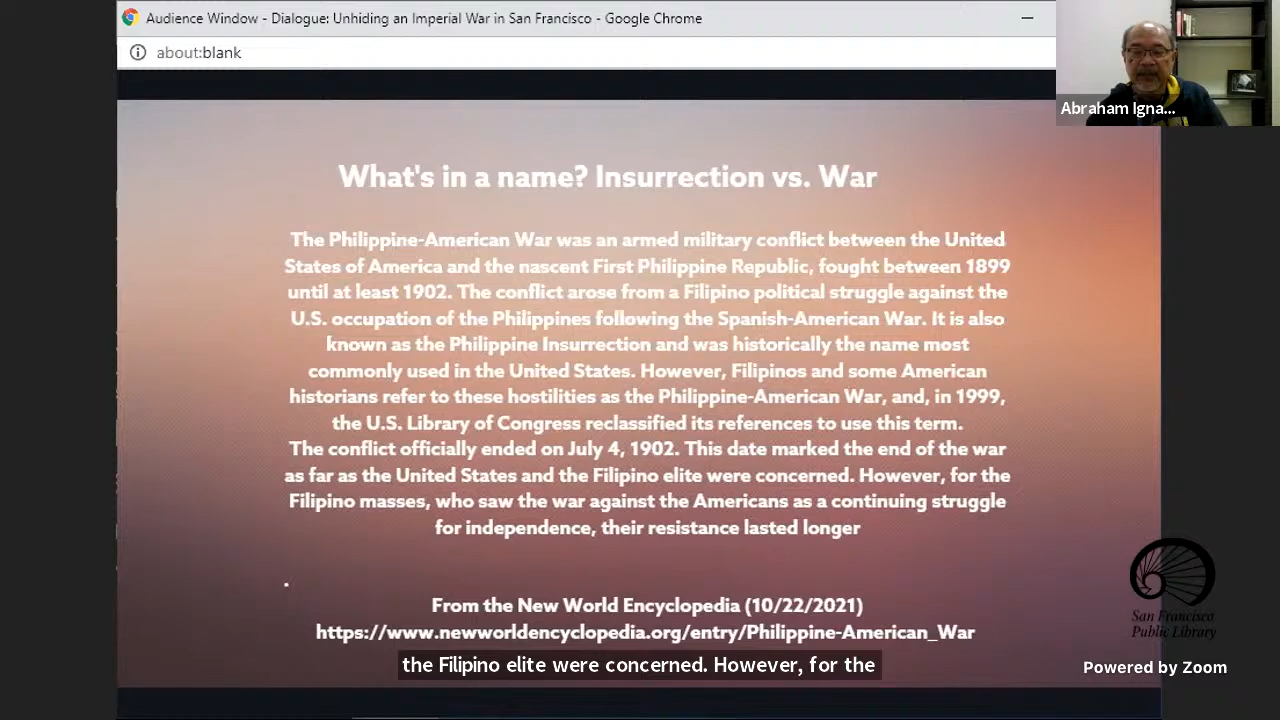 Audience Window - Dialogue: Unhiding an Imperial War in San Francisco - Google Chrome
about:blank
Abraham Igna...
What's in a name? Insurrection vs. War
The Philippine-American War was an armed military conflict between the United
States of America and the nascent First Philippine Republic, fought between 1899
until at least 1902. The conflict arose from a Filipino political struggle against the
U.S. occupation of the Philippines following the Spanish-American War. It is also
known as the Philippine Insurrection and was historically the name most
commonly used in the United States. However, Filipinos and some American
historians refer to these hostilities as the Philippine-American War, and, in 1999,
the U.S. Library of Congress reclassified its references to use this term.
The conflict officially ended on July 4, 1902. This date marked the end of the war
as far as the United States and the Filipino elite were concerned. However, for the
Filipino masses, who saw the war against the Americans as a continuing struggle
for independence, their resistance lasted longer
.
From the New World Encyclopedia (10/22/2021)
https://www.newworldencyclopedia.org/entry/Philippine-American_War
the Filipino elite were concerned. However, for the
San Francisco
Public Library
Powered by Zoom